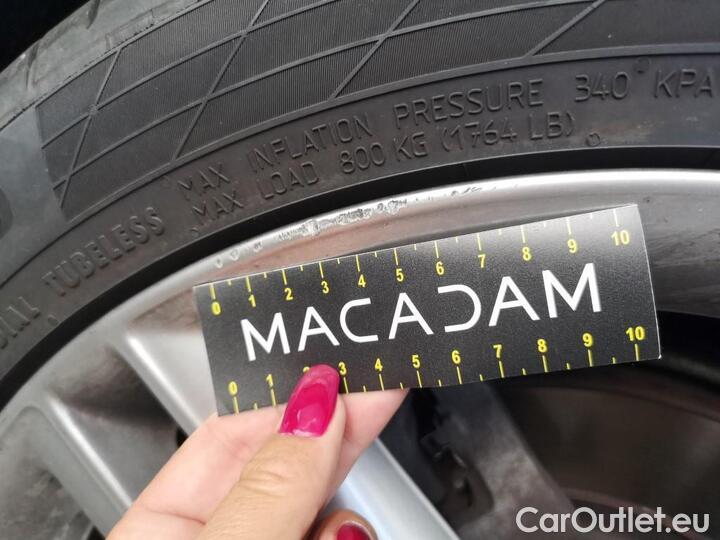 MAX INFLATION PRESSURE 340 KPA
MAX LOAD 800 KG (1764 LB)
TUBELESS
0 1 2 3 4 5 6 7 8 9 10
MACADAM
0 1 2 3 4 5 6 7 8 9 10
CarOutlet.eu